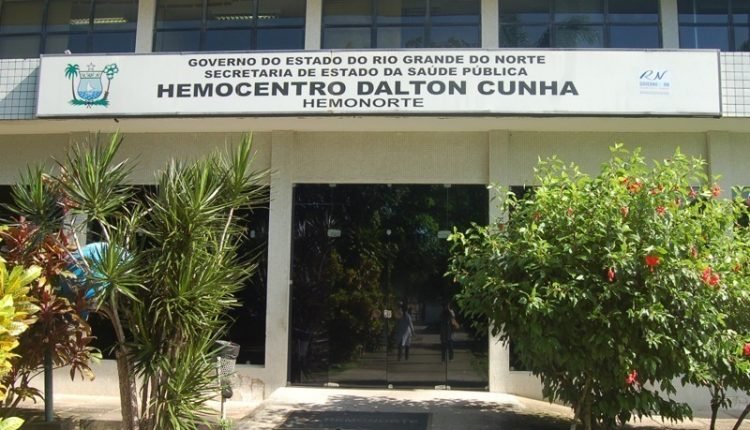 GOVERNO DO ESTADO DO RIO GRANDE DO NORTE
SECRETARIA DE ESTADO DA SAÚDE PÚBLICA
HEMOCENTRO DALTON CUNHA
HEMONORTE
RN
HEMONORTE